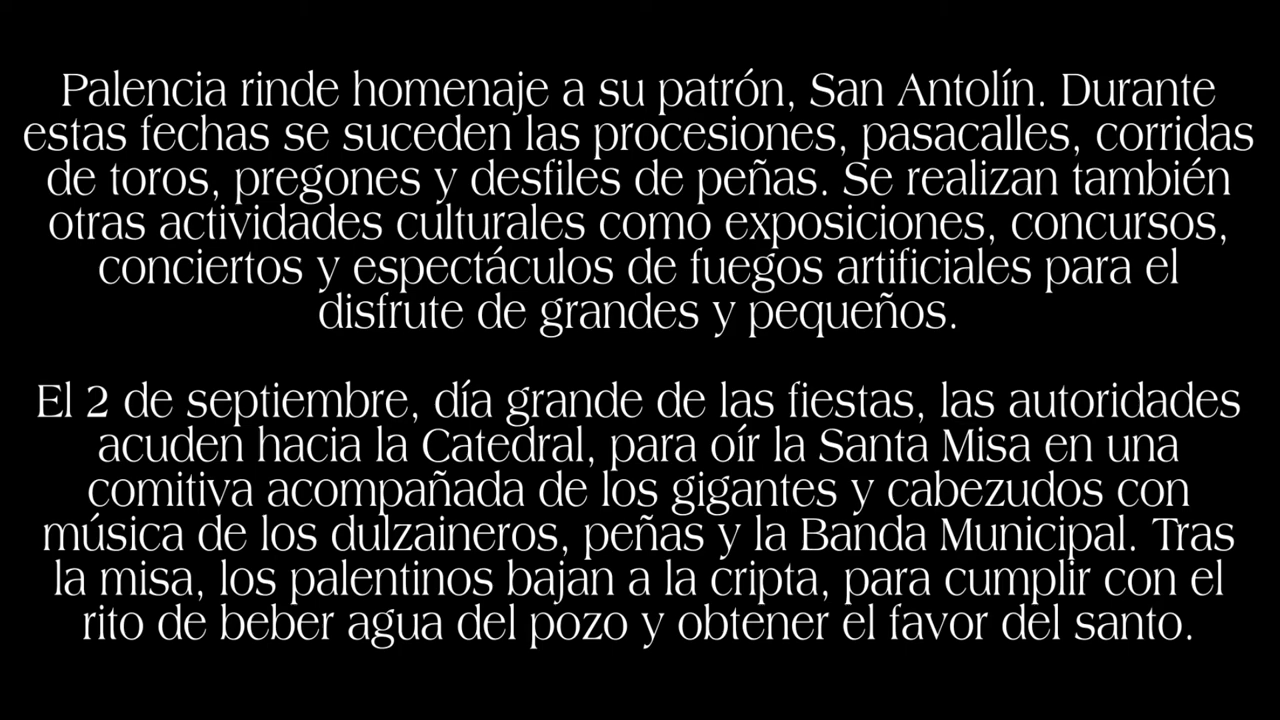 Palencia rinde homenaje a su patrón, San Antolín. Durante
estas fechas se suceden las procesiones, pasacalles, corridas
de toros, pregones y desfiles de peñas. Se realizan también
otras actividades culturales como exposiciones, concursos,
conciertos y espectáculos de fuegos artificiales para el
disfrute de grandes y pequeños.
El 2 de septiembre, día grande de las fiestas, las autoridades
acuden hacia la Catedral, para oír la Santa Misa en una
comitiva acompañada de los gigantes y cabezudos con
música de los dulzaineros, peñas y la Banda Municipal. Tras
la misa, los palentinos bajan a la cripta, para cumplir con el
rito de beber agua del pozo y obtener el favor del santo.